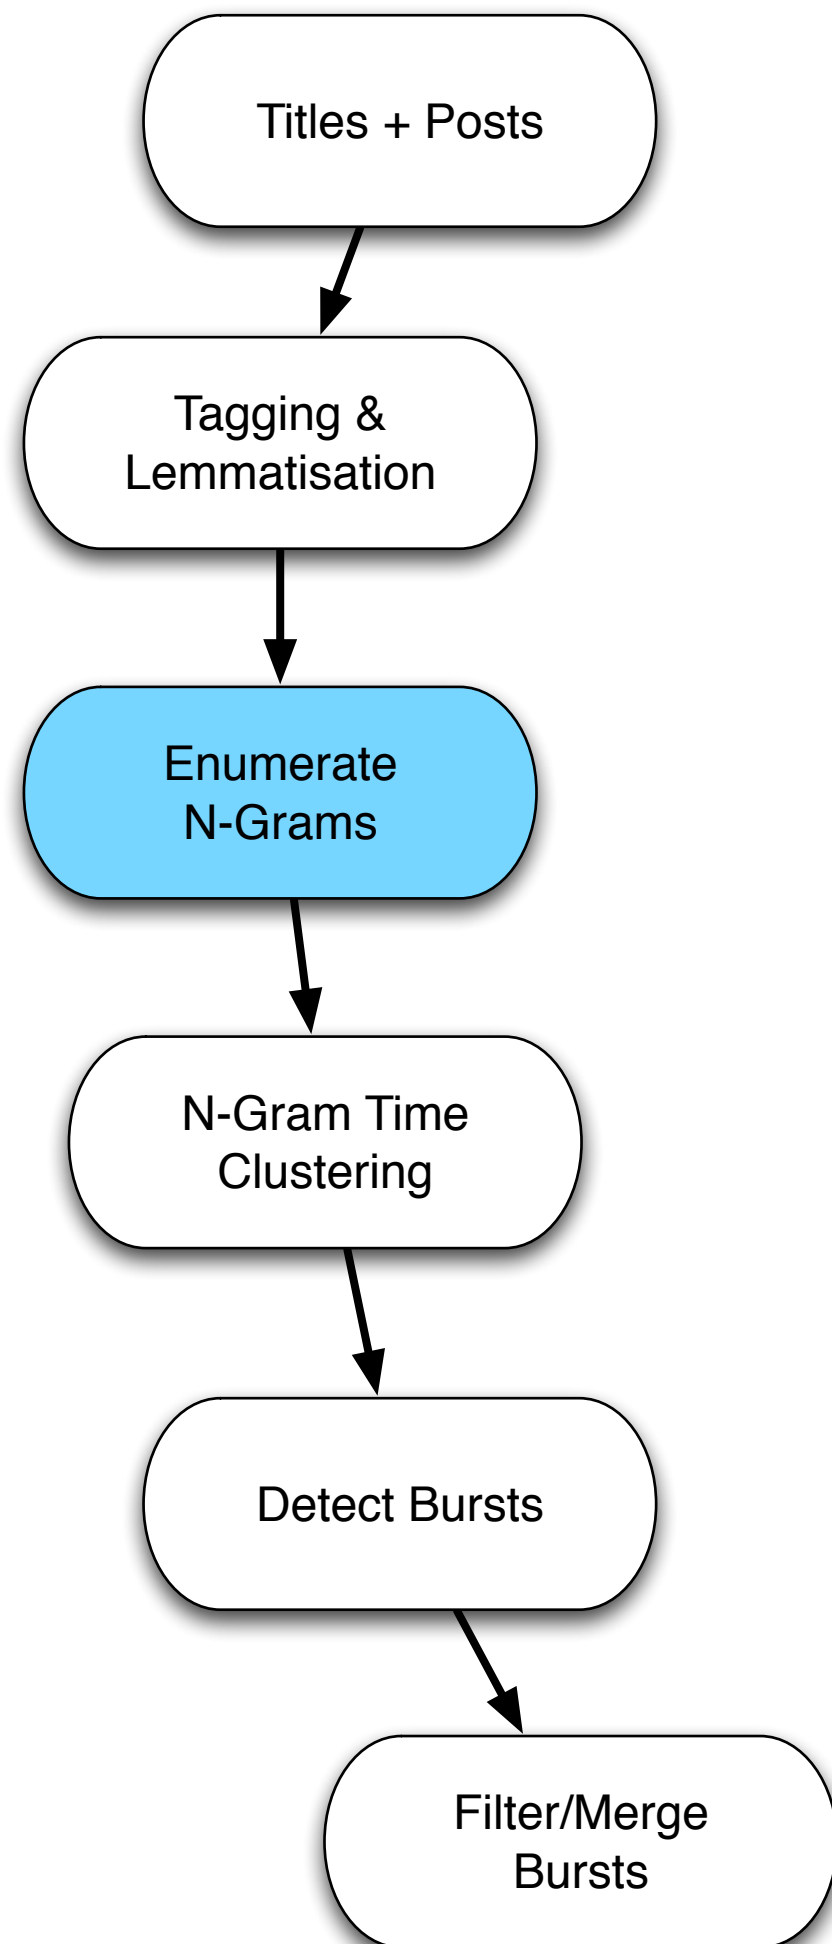 Titles + Posts
Tagging &
Lemmatisation
Enumerate
N-Grams
N-Gram Time
Clustering
Detect Bursts
Filter/Merge
Bursts